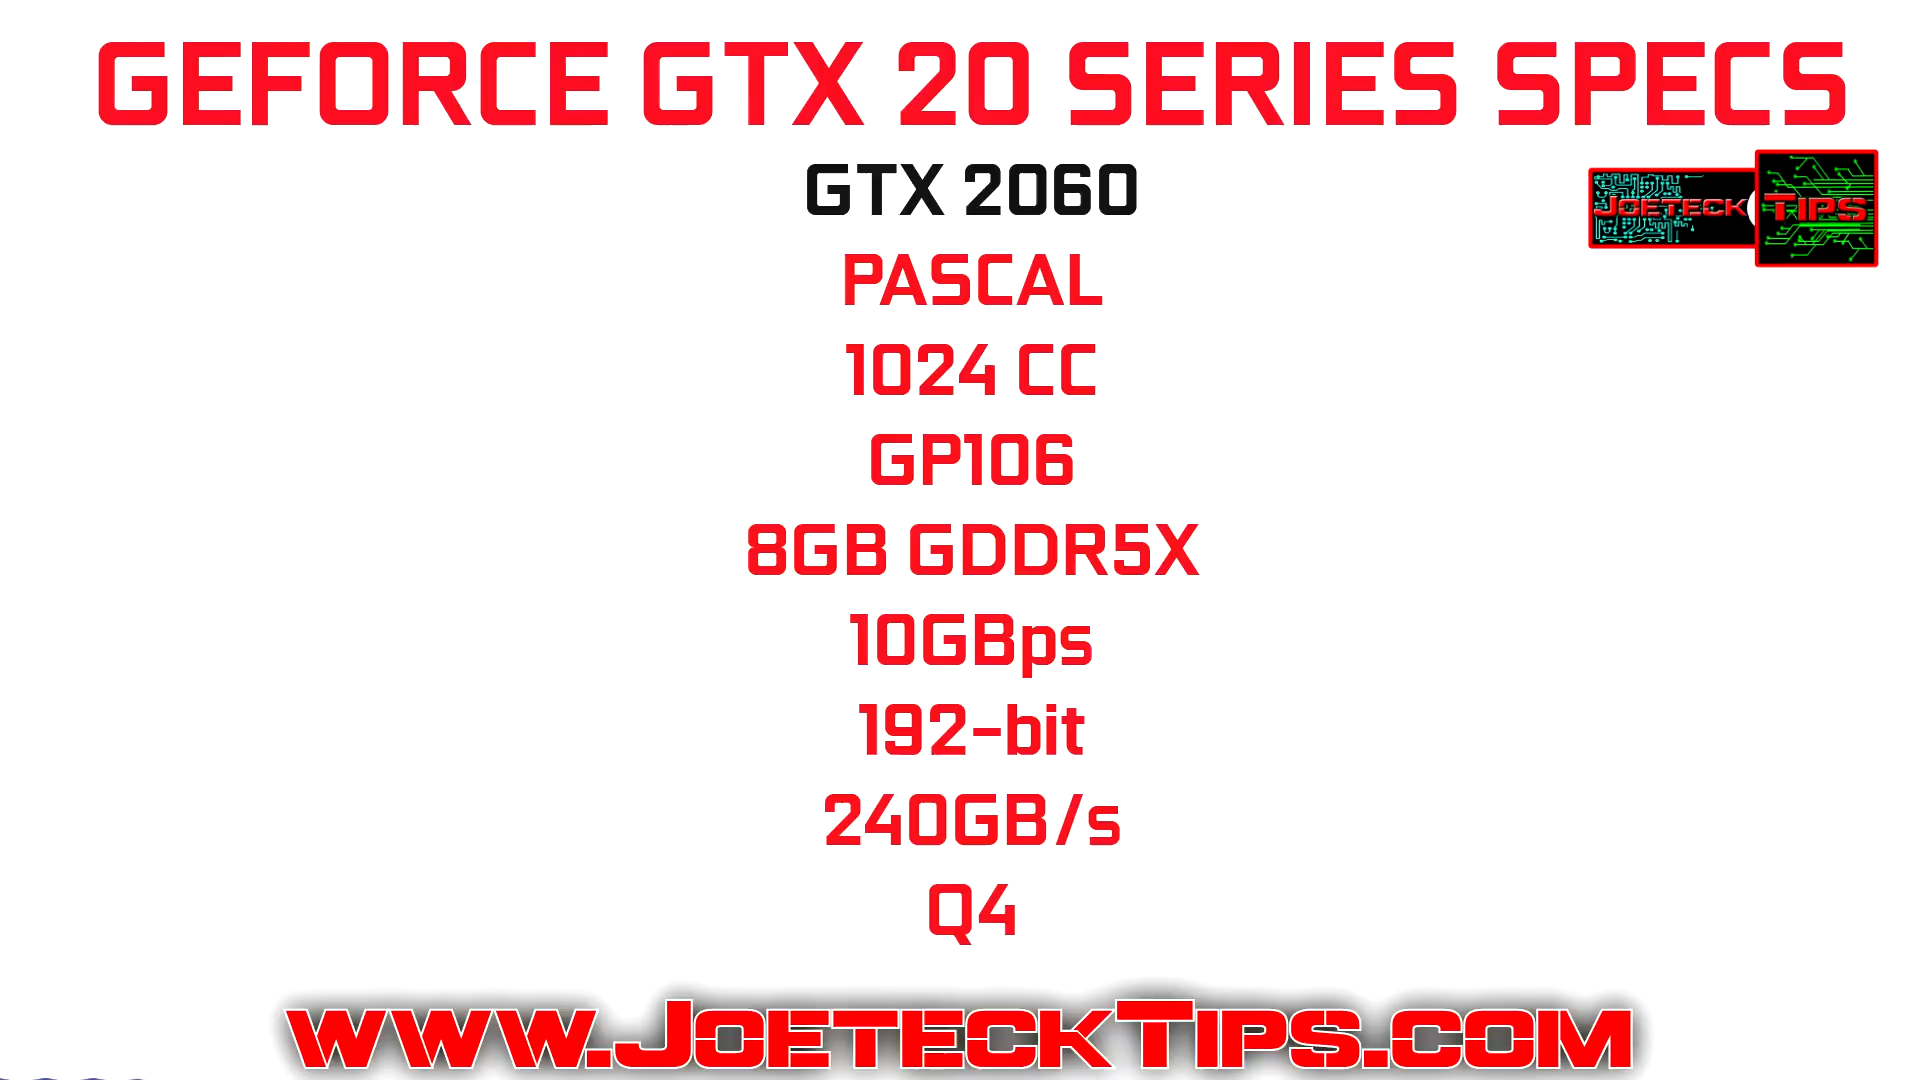 GEFORCE GTX 20 SERIES SPECS
GTX 2060
JOETECK TIPS
PASCAL
1024 CC
GP106
8GB GDDR5X
10GBps
192-bit
240GB/s
Q4
WWW.JOETECKTIPS.COM